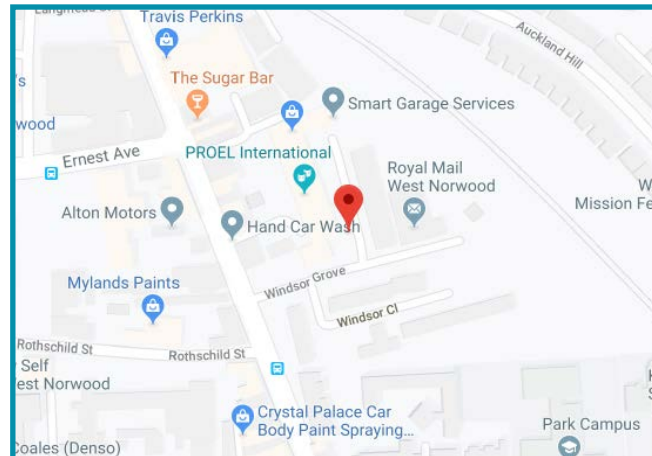 Travis Perkins
Auckland Hill
The Sugar Bar
Smart Garage Services
wood
Ernest Ave
PROEL International
Royal Mail
West Norwood
Mission Fe
Alton Motors
Hand Car Wash
Windsor Grove
Mylands Paints
Windsor Cl
Rothschild St
Rothschild St
Self
est Norwood
Crystal Palace Car
Body Paint Spraying...
Park Campus
Coales (Denso)